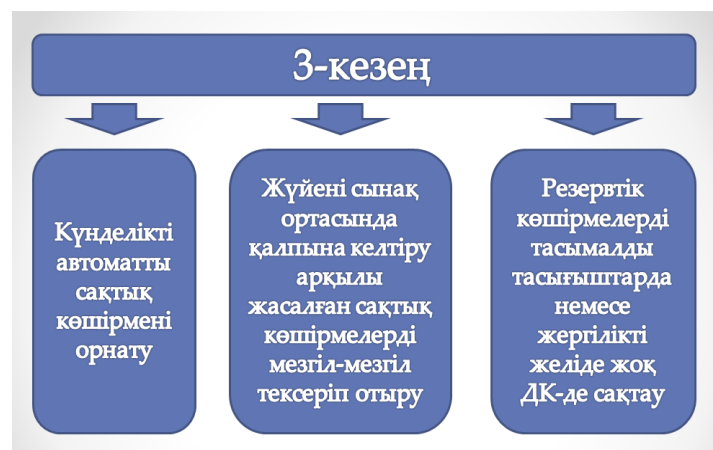 3-кезең
Күнделікті
автоматты
сақтық
көшірмені
орнату
Жүйені сынақ
ортасында
қалпына келтіру
арқылы
жасалған сақтық
көшірмелерді
мезгіл-мезгіл
тексеріп отыру
Резервтік
көшірмелерді
тасымалды
тасығыштарда
немесе
жергілікті
желіде жоқ
ДК-де сақтау